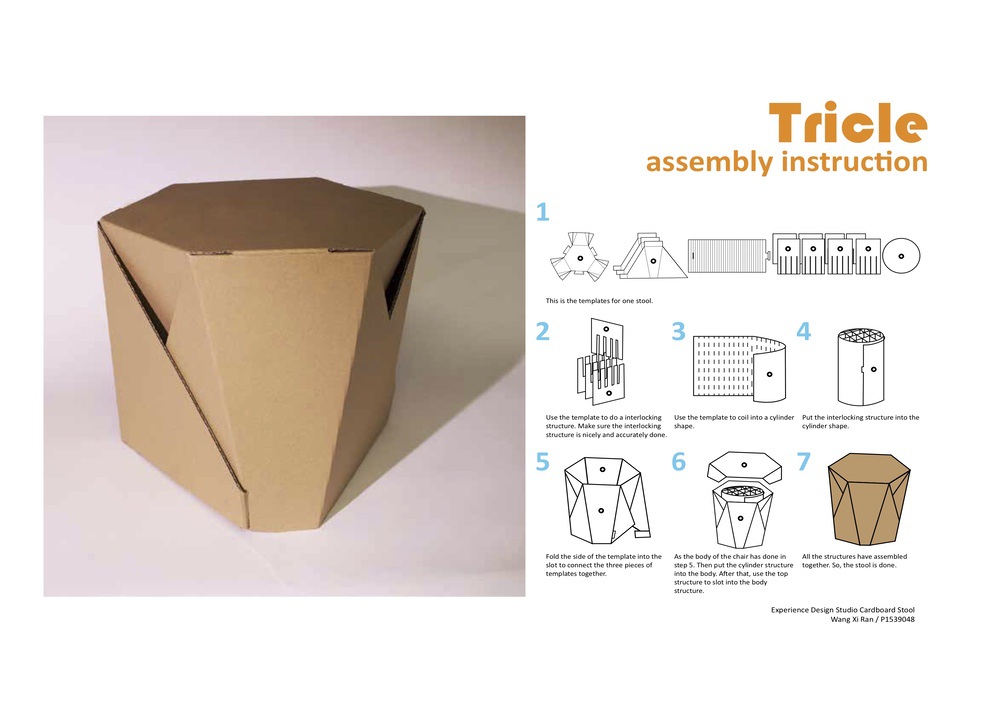 Tricle
assembly instruction
1
This is the templates for one stool.
2
Use the template to do a interlocking
structure. Make sure the interlocking
structure is nicely and accurately done.
3
Use the template to coil into a cylinder
shape.
4
Put the interlocking structure into the
cylinder shape.
5
Fold the side of the template into the
slot to connect the three pieces of
templates together.
6
As the body of the chair has done in
step 5. Then put the cylinder structure
into the body. After that, use the top
structure to slot into the body
structure.
7
All the structures have assembled
together. So, the stool is done.
Experience Design Studio Cardboard Stool
Wang Xi Ran / P1539048